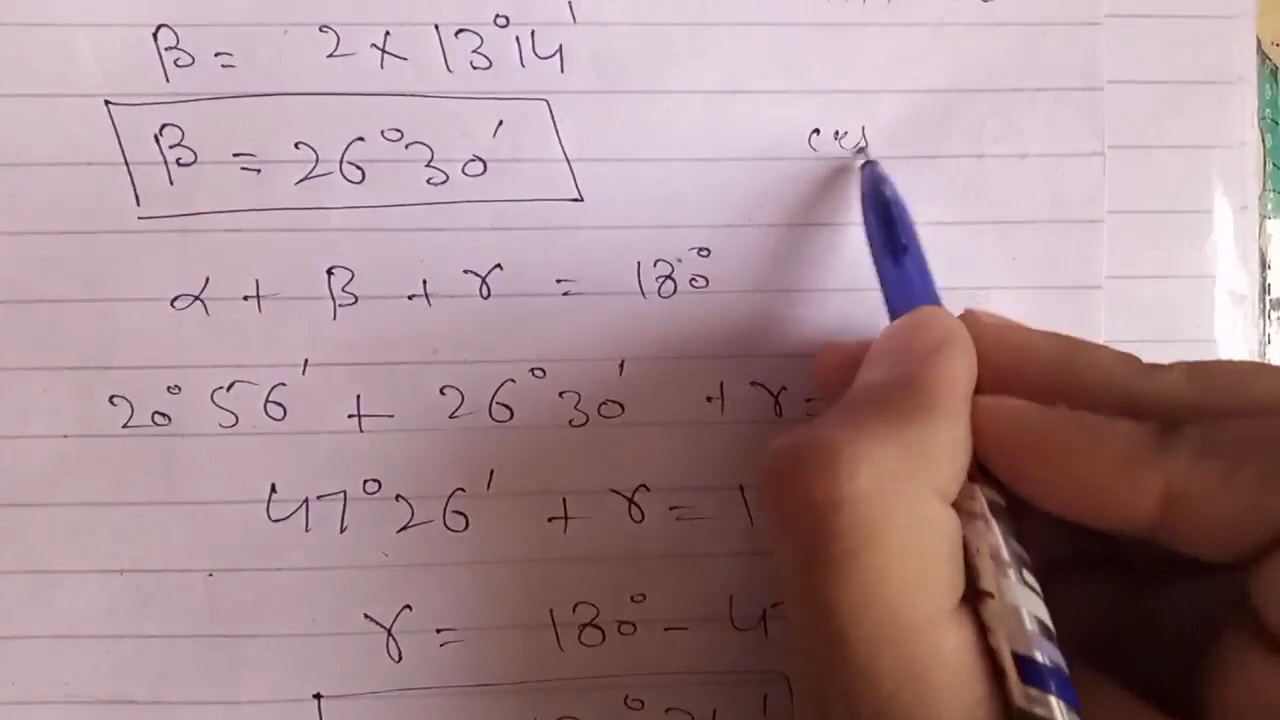 β = 2 × 13°14'
β = 26°30'
α + β + γ = 180°
20°56' + 26°30' + γ =
47°26' + γ = 1
γ = 180° - 4